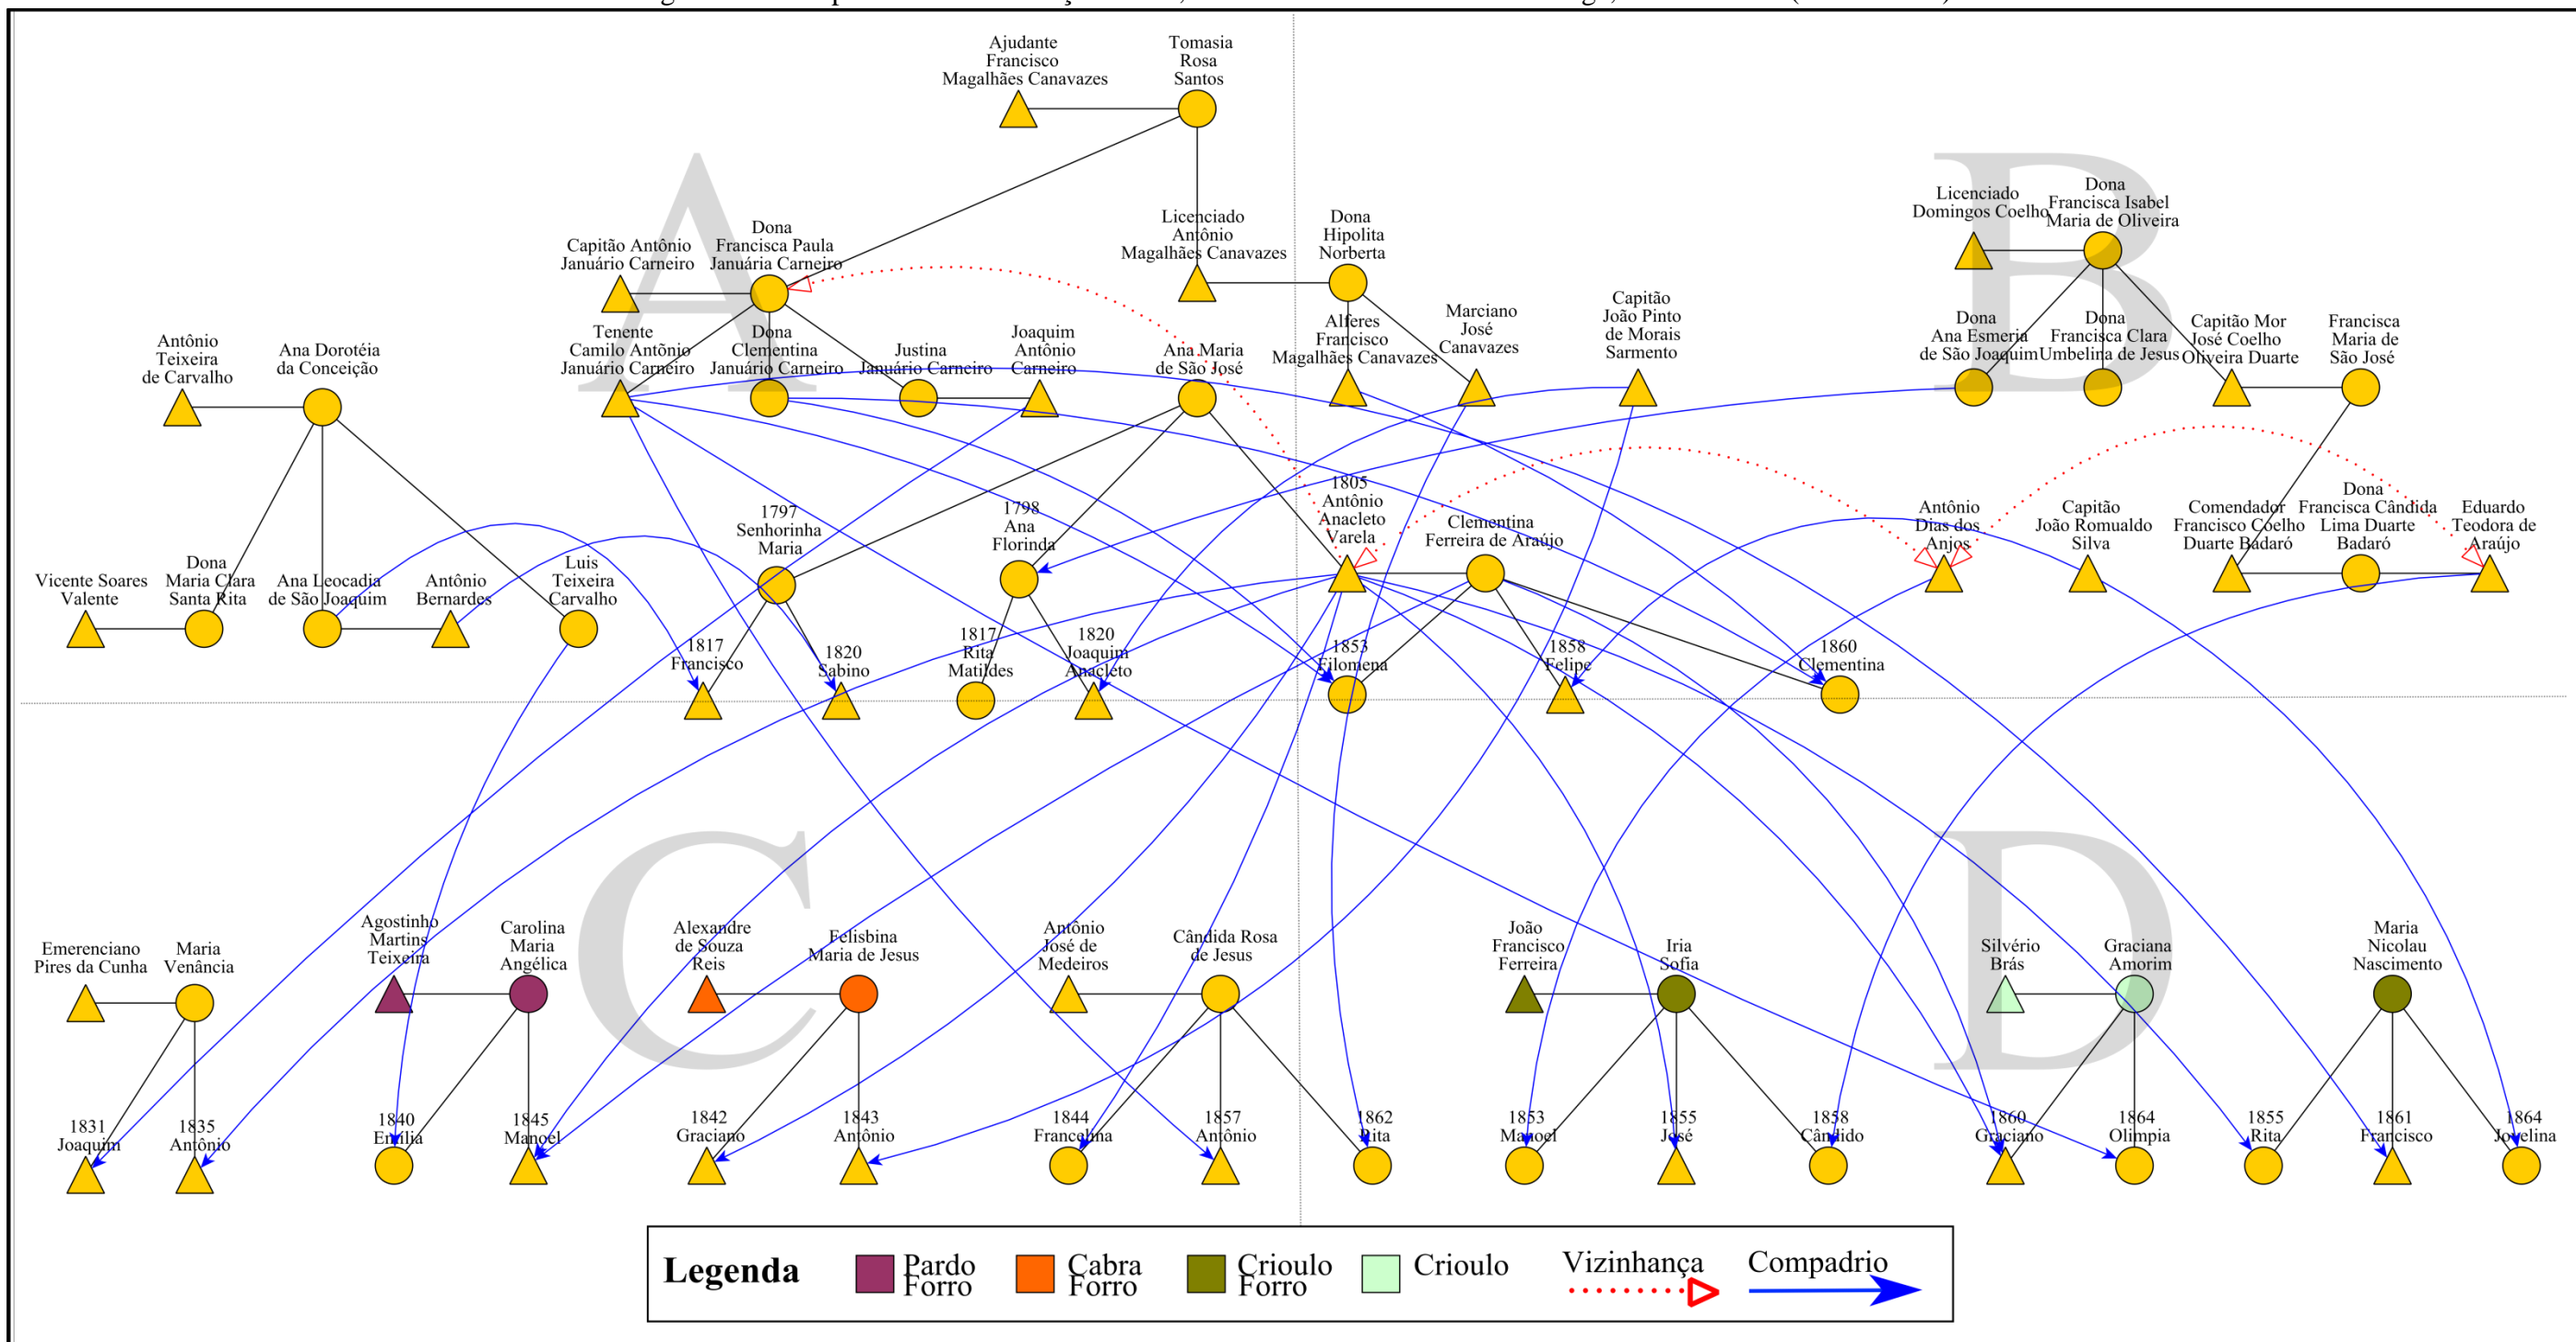 Ajudante
Francisco
Magalhães Canavazes
Tomasia
Rosa
Santos
A
B
Capitão Antônio
Januário Carneiro
Dona
Francisca Paula
Januária Carneiro
Licenciado
Antônio
Magalhães Canavazes
Dona
Hipolita
Norberta
Licenciado
Domingos Coelho
Dona
Francisca Isabel
Maria de Oliveira
Antônio
Teixeira
de Carvalho
Ana Dorotéia
da Conceição
Tenente
Camilo Antônio
Januário Carneiro
Dona
Clementina
Januário Carneiro
Justina
Januário Carneiro
Joaquim
Antônio
Carneiro
Ana Maria
de São José
Alferes
Francisco
Magalhães Canavazes
Marciano
José
Canavazes
Capitão
João Pinto
de Morais
Sarmento
Dona
Ana Esmeria
de São Joaquim
Dona
Francisca Clara
Umbelina de Jesus
Capitão Mor
José Coelho
Oliveira Duarte
Francisca
Maria de
São José
Vicente Soares
Valente
Dona
Maria Clara
Santa Rita
Ana Leocadia
de São Joaquim
Antônio
Bernardes
Luis
Teixeira
Carvalho
1797
Senhorinha
Maria
1798
Ana
Florinda
1805
Antônio
Anacleto
Varela
Clementina
Ferreira de Araújo
Antônio
Dias dos
Anjos
Capitão
João Romualdo
Silva
Comendador
Francisco Coelho
Duarte Badaró
Dona
Francisca Cândida
Lima Duarte
Badaró
Eduardo
Teodora de
Araújo
1817
Francisco
1820
Sabino
1817
Rita
Matildes
1820
Joaquim
Anacleto
1853
Filomena
1858
Felipe
1860
Clementina
C
D
Emerenciano
Pires da Cunha
Maria
Venância
Agostinho
Martins
Teixeira
Carolina
Maria
Angélica
Alexandre
de Souza
Reis
Felisbina
Maria de Jesus
Antônio
José de
Medeiros
Cândida Rosa
de Jesus
João
Francisco
Ferreira
Iria
Sofia
Silvério
Brás
Graciana
Amorim
Maria
Nicolau
Nascimento
1831
Joaquim
1835
Antônio
1840
Emilia
1845
Manoel
1842
Graciano
1843
Antônio
1844
Francelina
1857
Antônio
1862
Rita
1853
Manoel
1855
José
1858
Cândido
1860
Graciano
1864
Olimpia
1855
Rita
1861
Francisco
1864
Jovelina
Legenda
Pardo
Forro
Cabra
Forro
Crioulo
Forro
Crioulo
Vizinhança
Compadrio